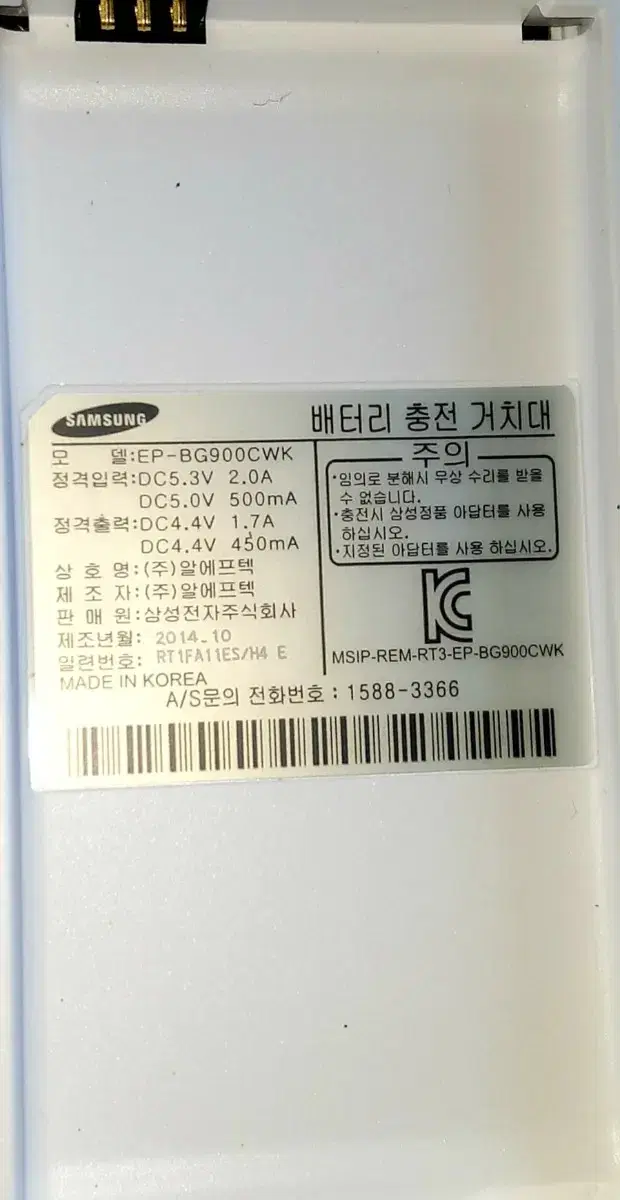 SAMSUNG
배터리 충전 거치대
모 델:EP-BG900CWK
정격입력:DC5.3V 2.0A
DC5.0V 500mA
정격출력:DC4.4V 1.7A
DC4.4V 450mA
상 호 명:(주)알에프텍
제 조 자:(주)알에프텍
판 매 원:삼성전자주식회사
제조년월: 2014.10
일련번호: RT1FA11ES/H4 E
MADE IN KOREA
주의
·임의로 분해시 무상 수리를 받을
수 없습니다.
·충전시 삼성정품 아답터를 사용
하십시오.
·지정된 아답터를 사용 하십시오.
MSIP-REM-RT3-EP-BG900CWK
A/S문의 전화번호 : 1588-3366